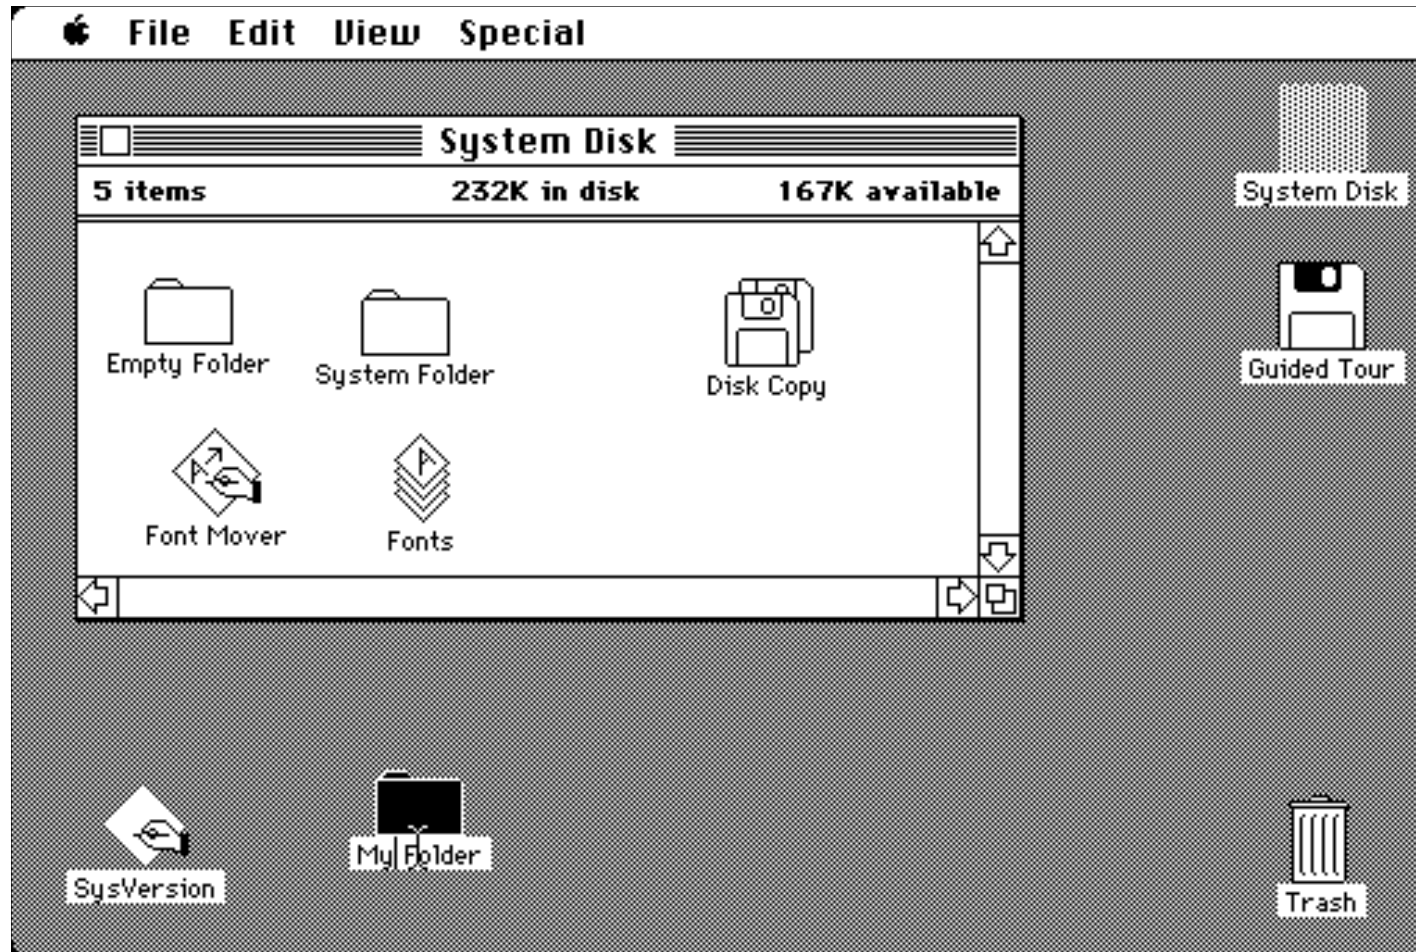 File Edit View Special
System Disk
5 items 232K in disk 167K available
Empty Folder
System Folder
Disk Copy
Font Mover
Fonts
System Disk
Guided Tour
SysVersion
My Folder
Trash